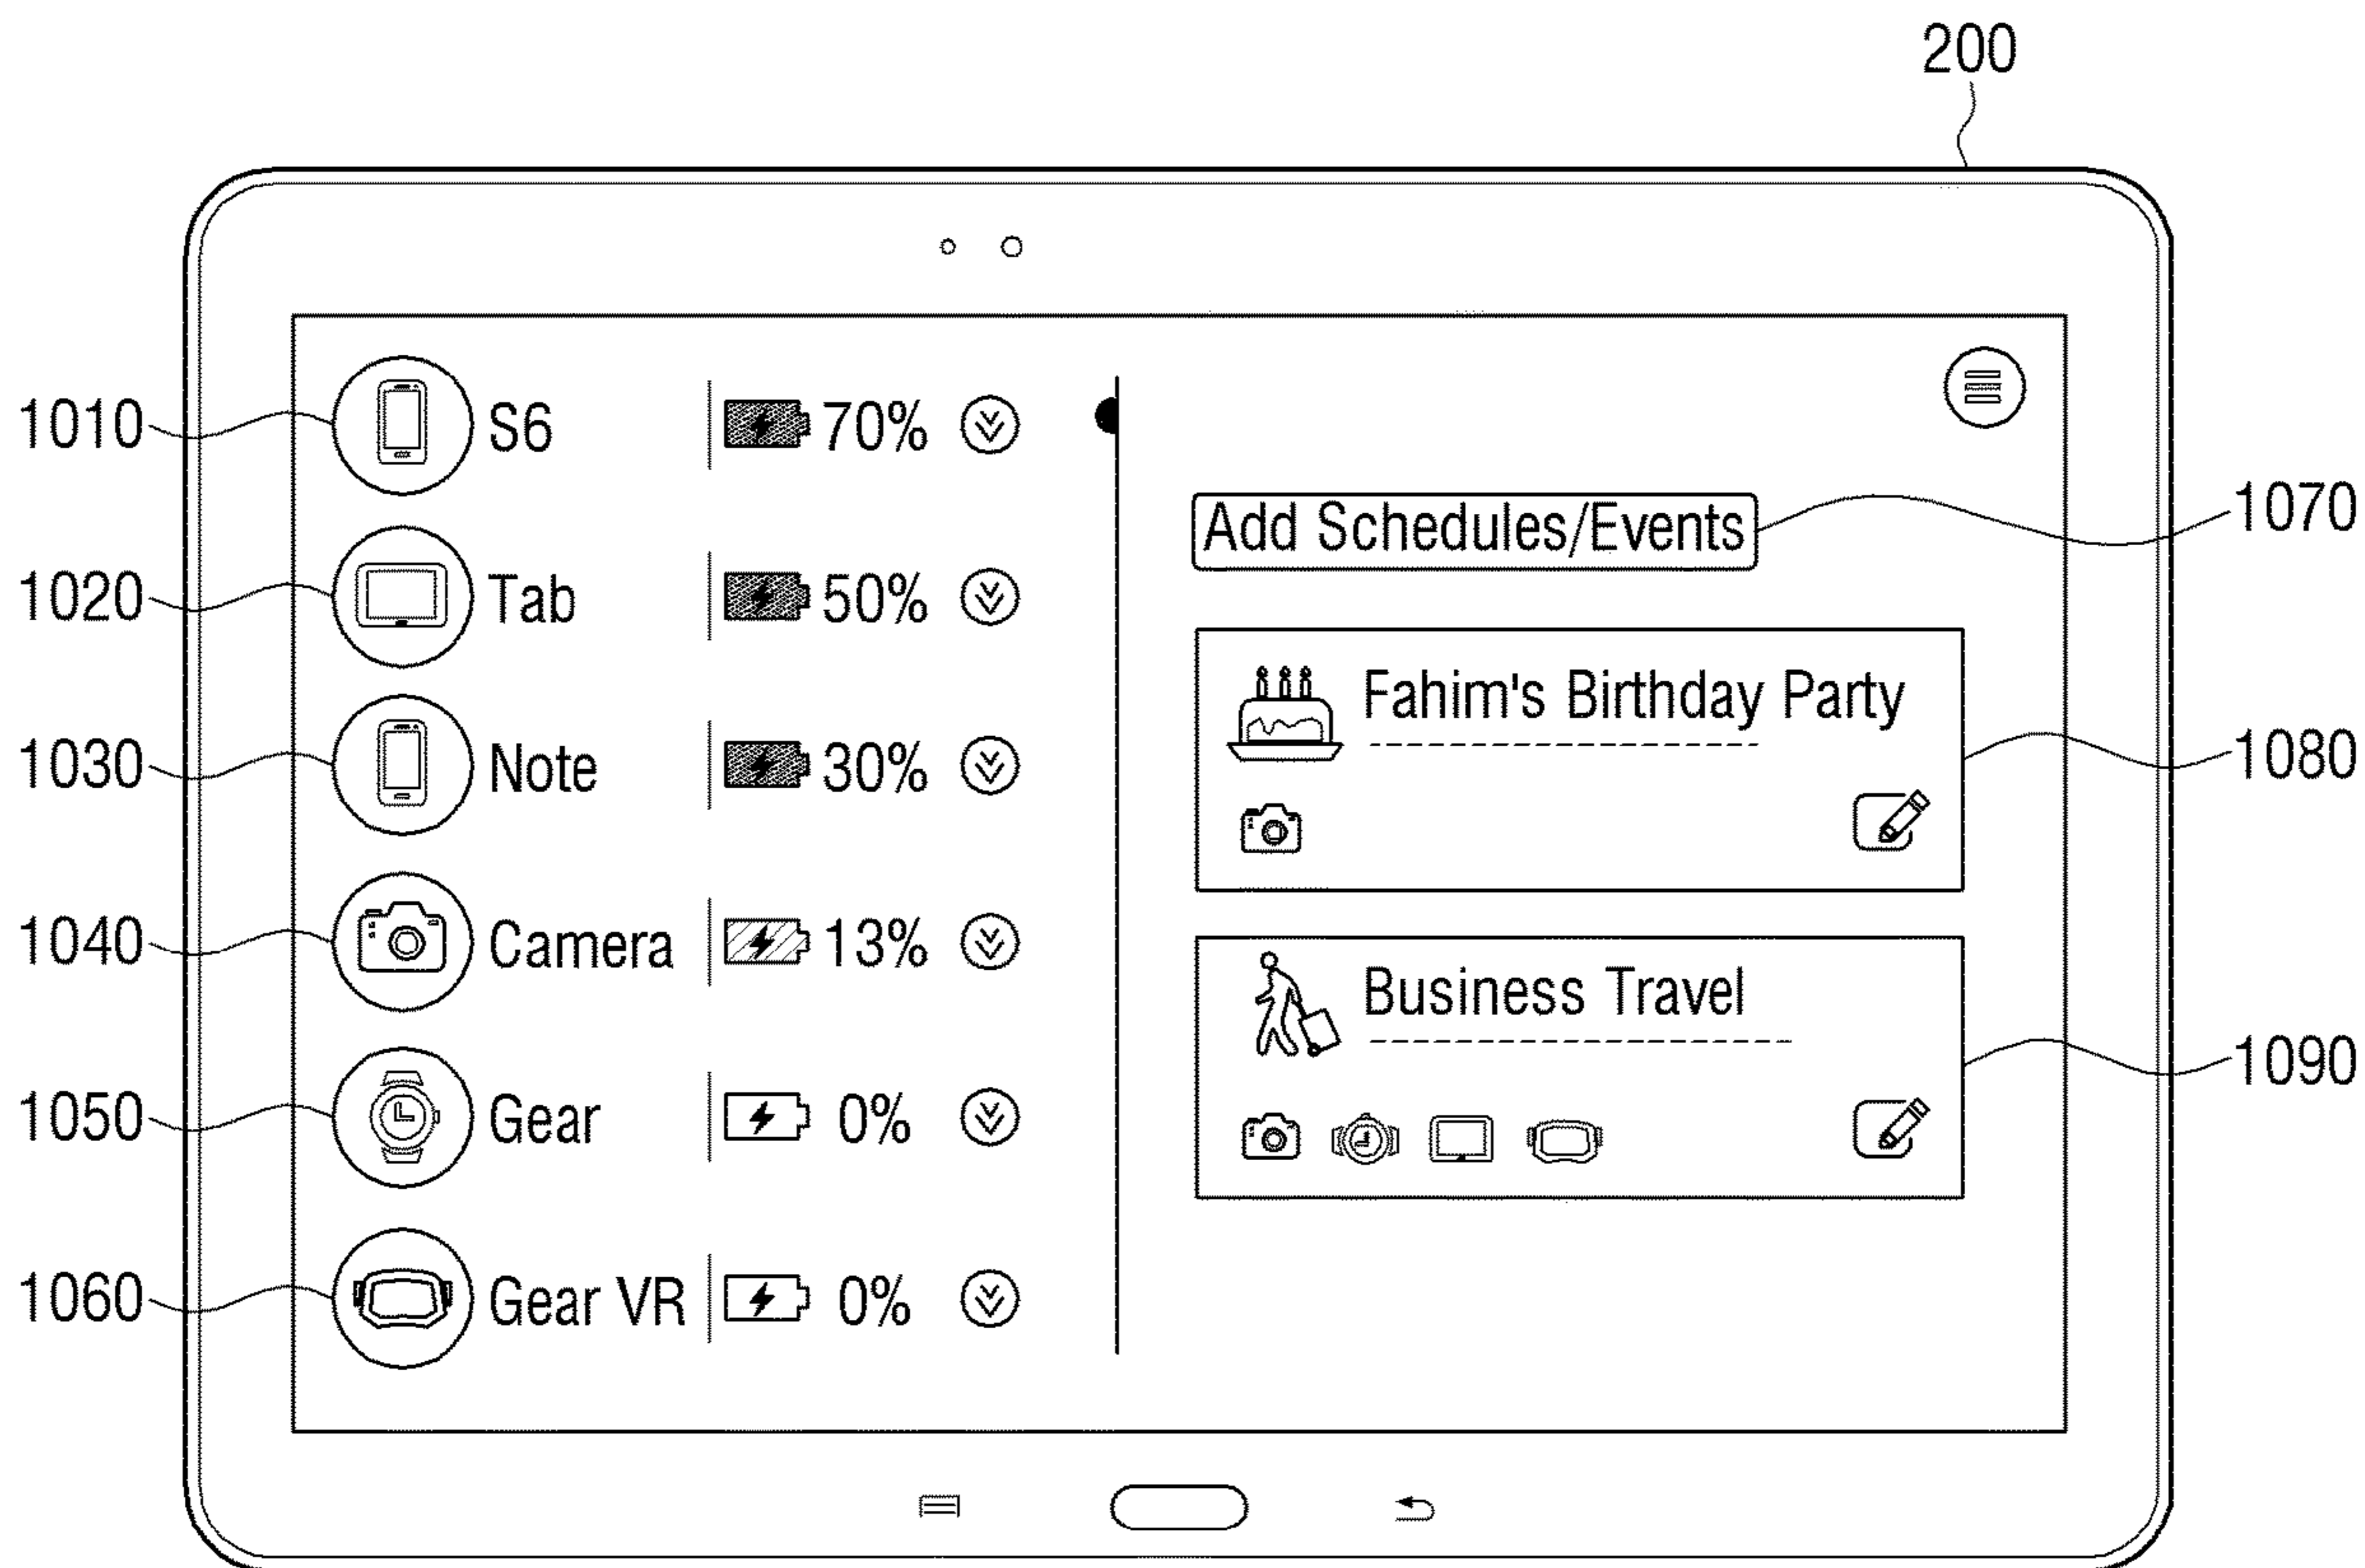 200
1010 S6 70%
1020 Tab 50%
1030 Note 30%
1040 Camera 13%
1050 Gear 0%
1060 Gear VR 0%
Add Schedules/Events 1070
Fahim's Birthday Party
1080
Business Travel
1090